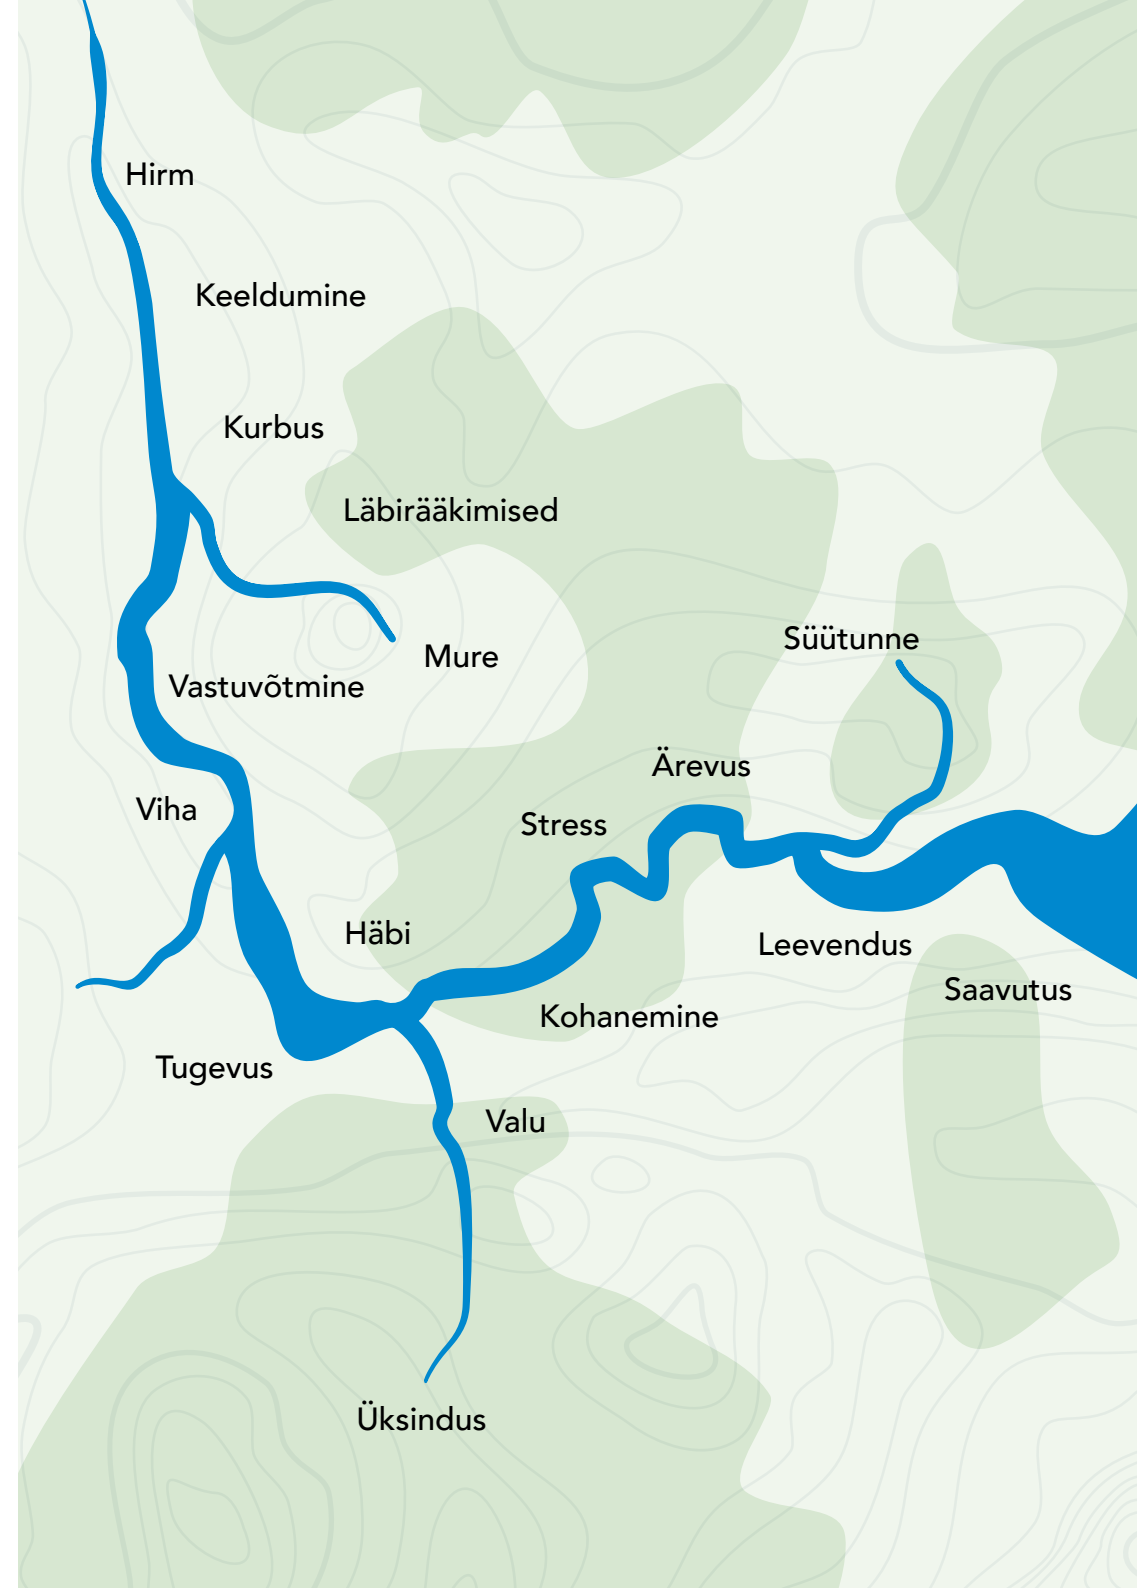 Hirm
Keeldumine
Kurbus
Läbirääkimised
Süütunne
Mure
Vastuvõtmine
Ärevus
Viha
Stress
Häbi
Leevendus
Saavutus
Kohanemine
Tugevus
Valu
Üksindus